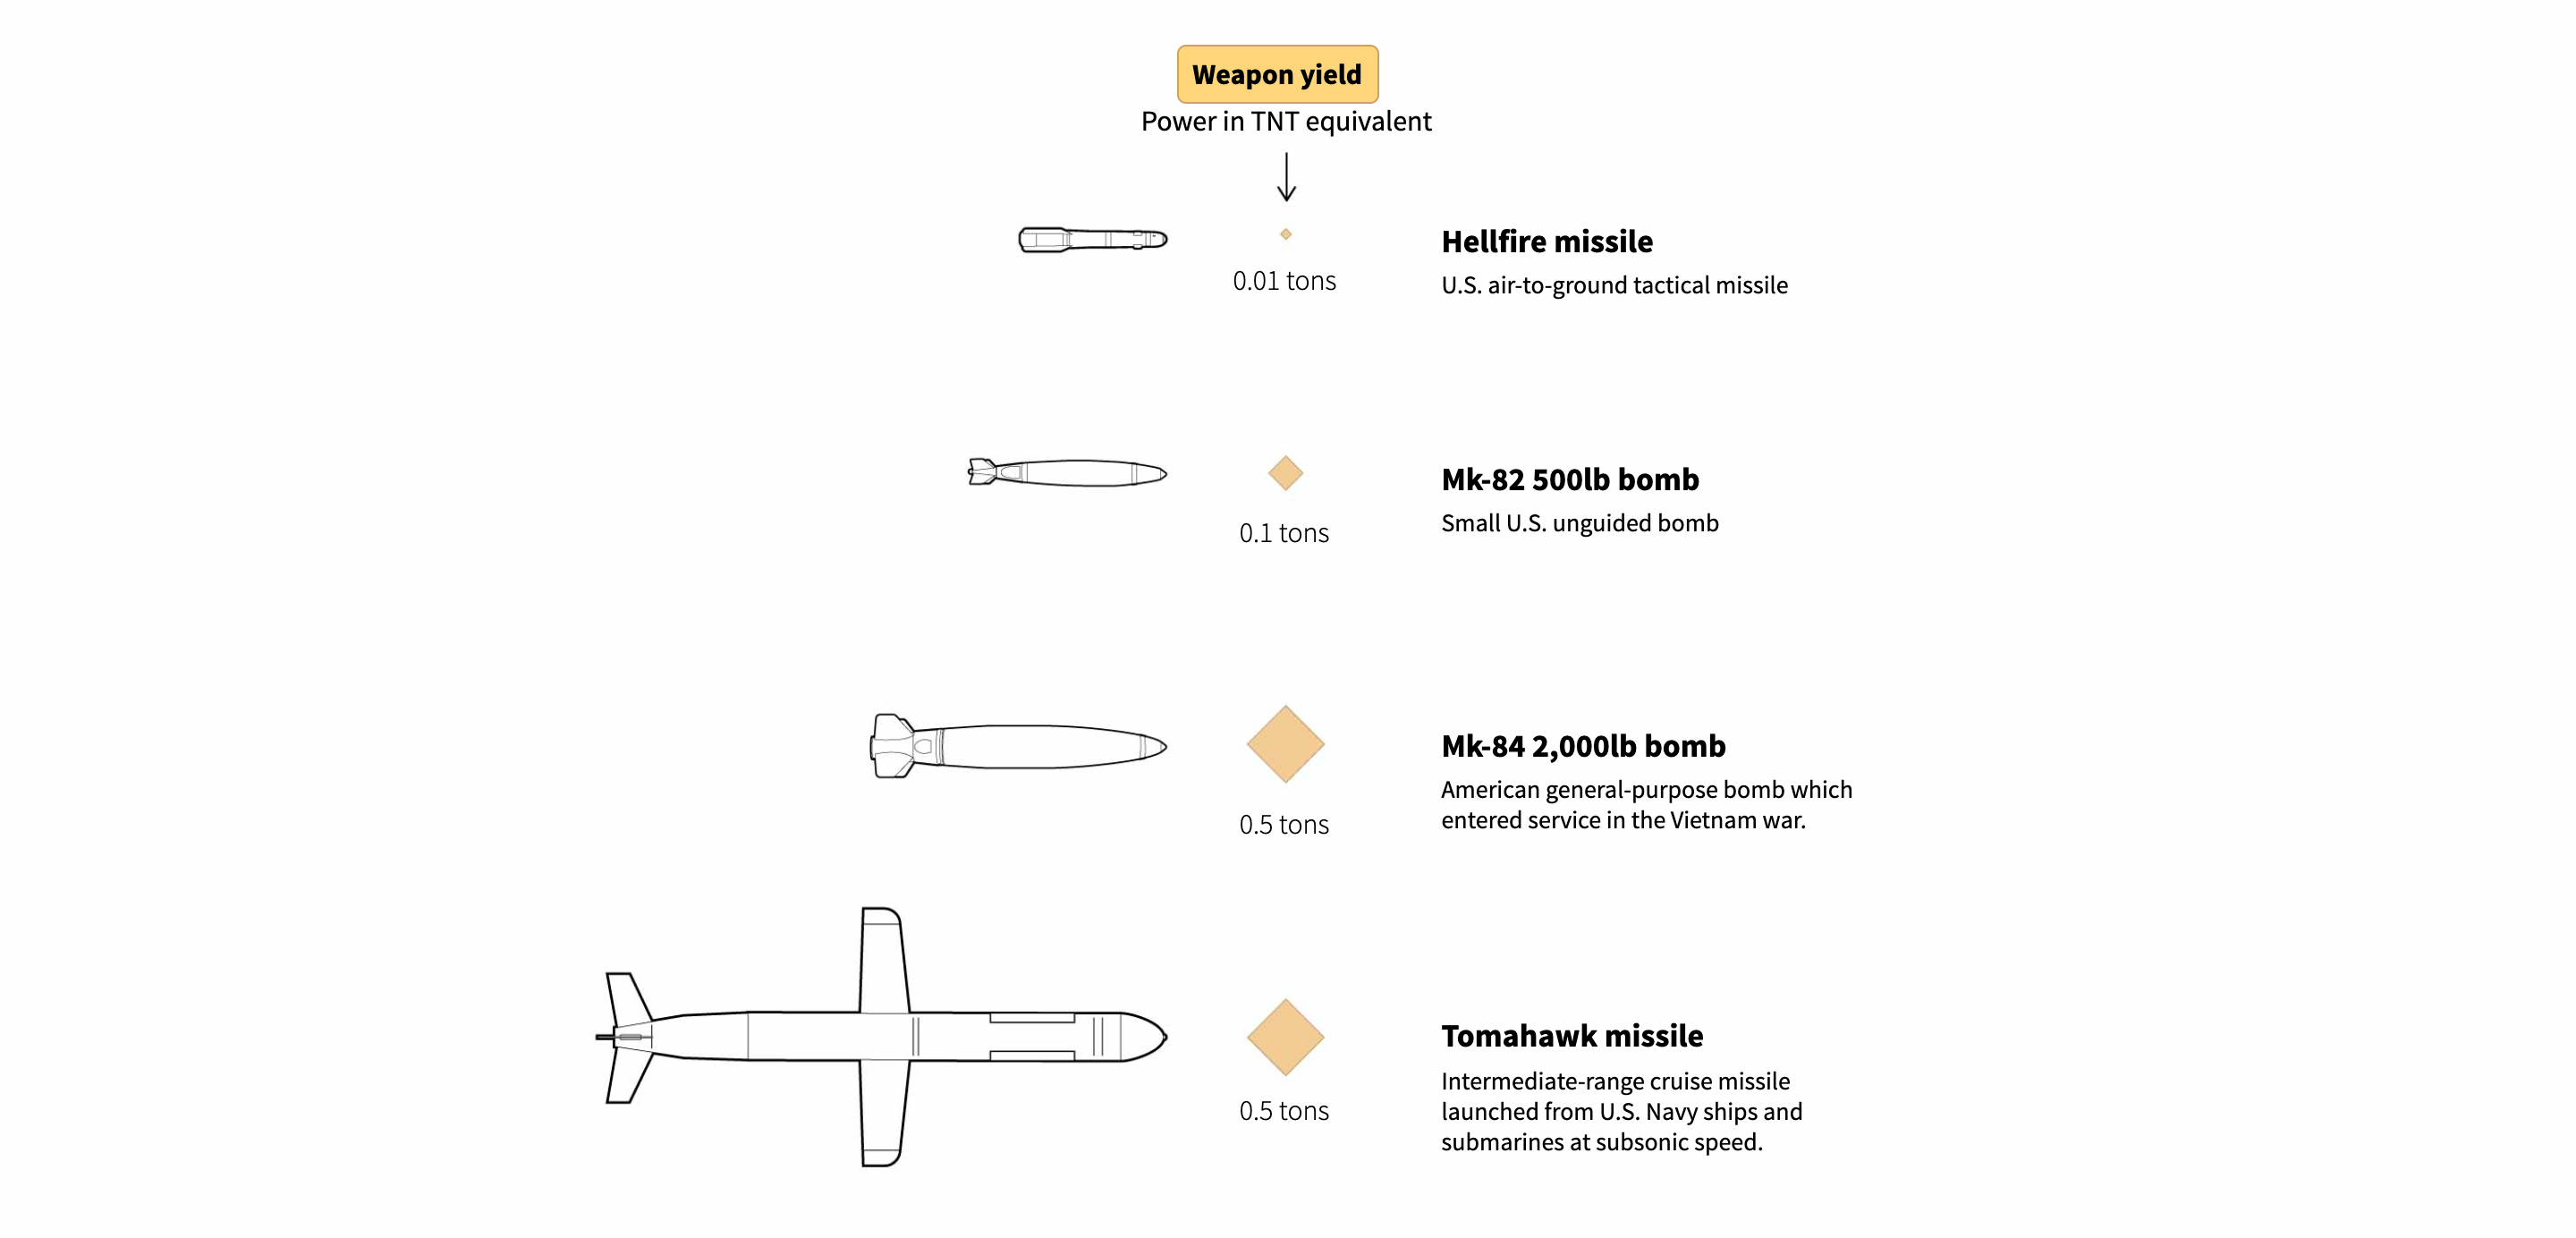 Weapon yield
Power in TNT equivalent
Hellfire missile
0.01 tons
U.S. air-to-ground tactical missile
Mk-82 500lb bomb
Small U.S. unguided bomb
0.1 tons
Mk-84 2,000lb bomb
American general-purpose bomb which
entered service in the Vietnam war.
0.5 tons
Tomahawk missile
Intermediate-range cruise missile
launched from U.S. Navy ships and
submarines at subsonic speed.
0.5 tons